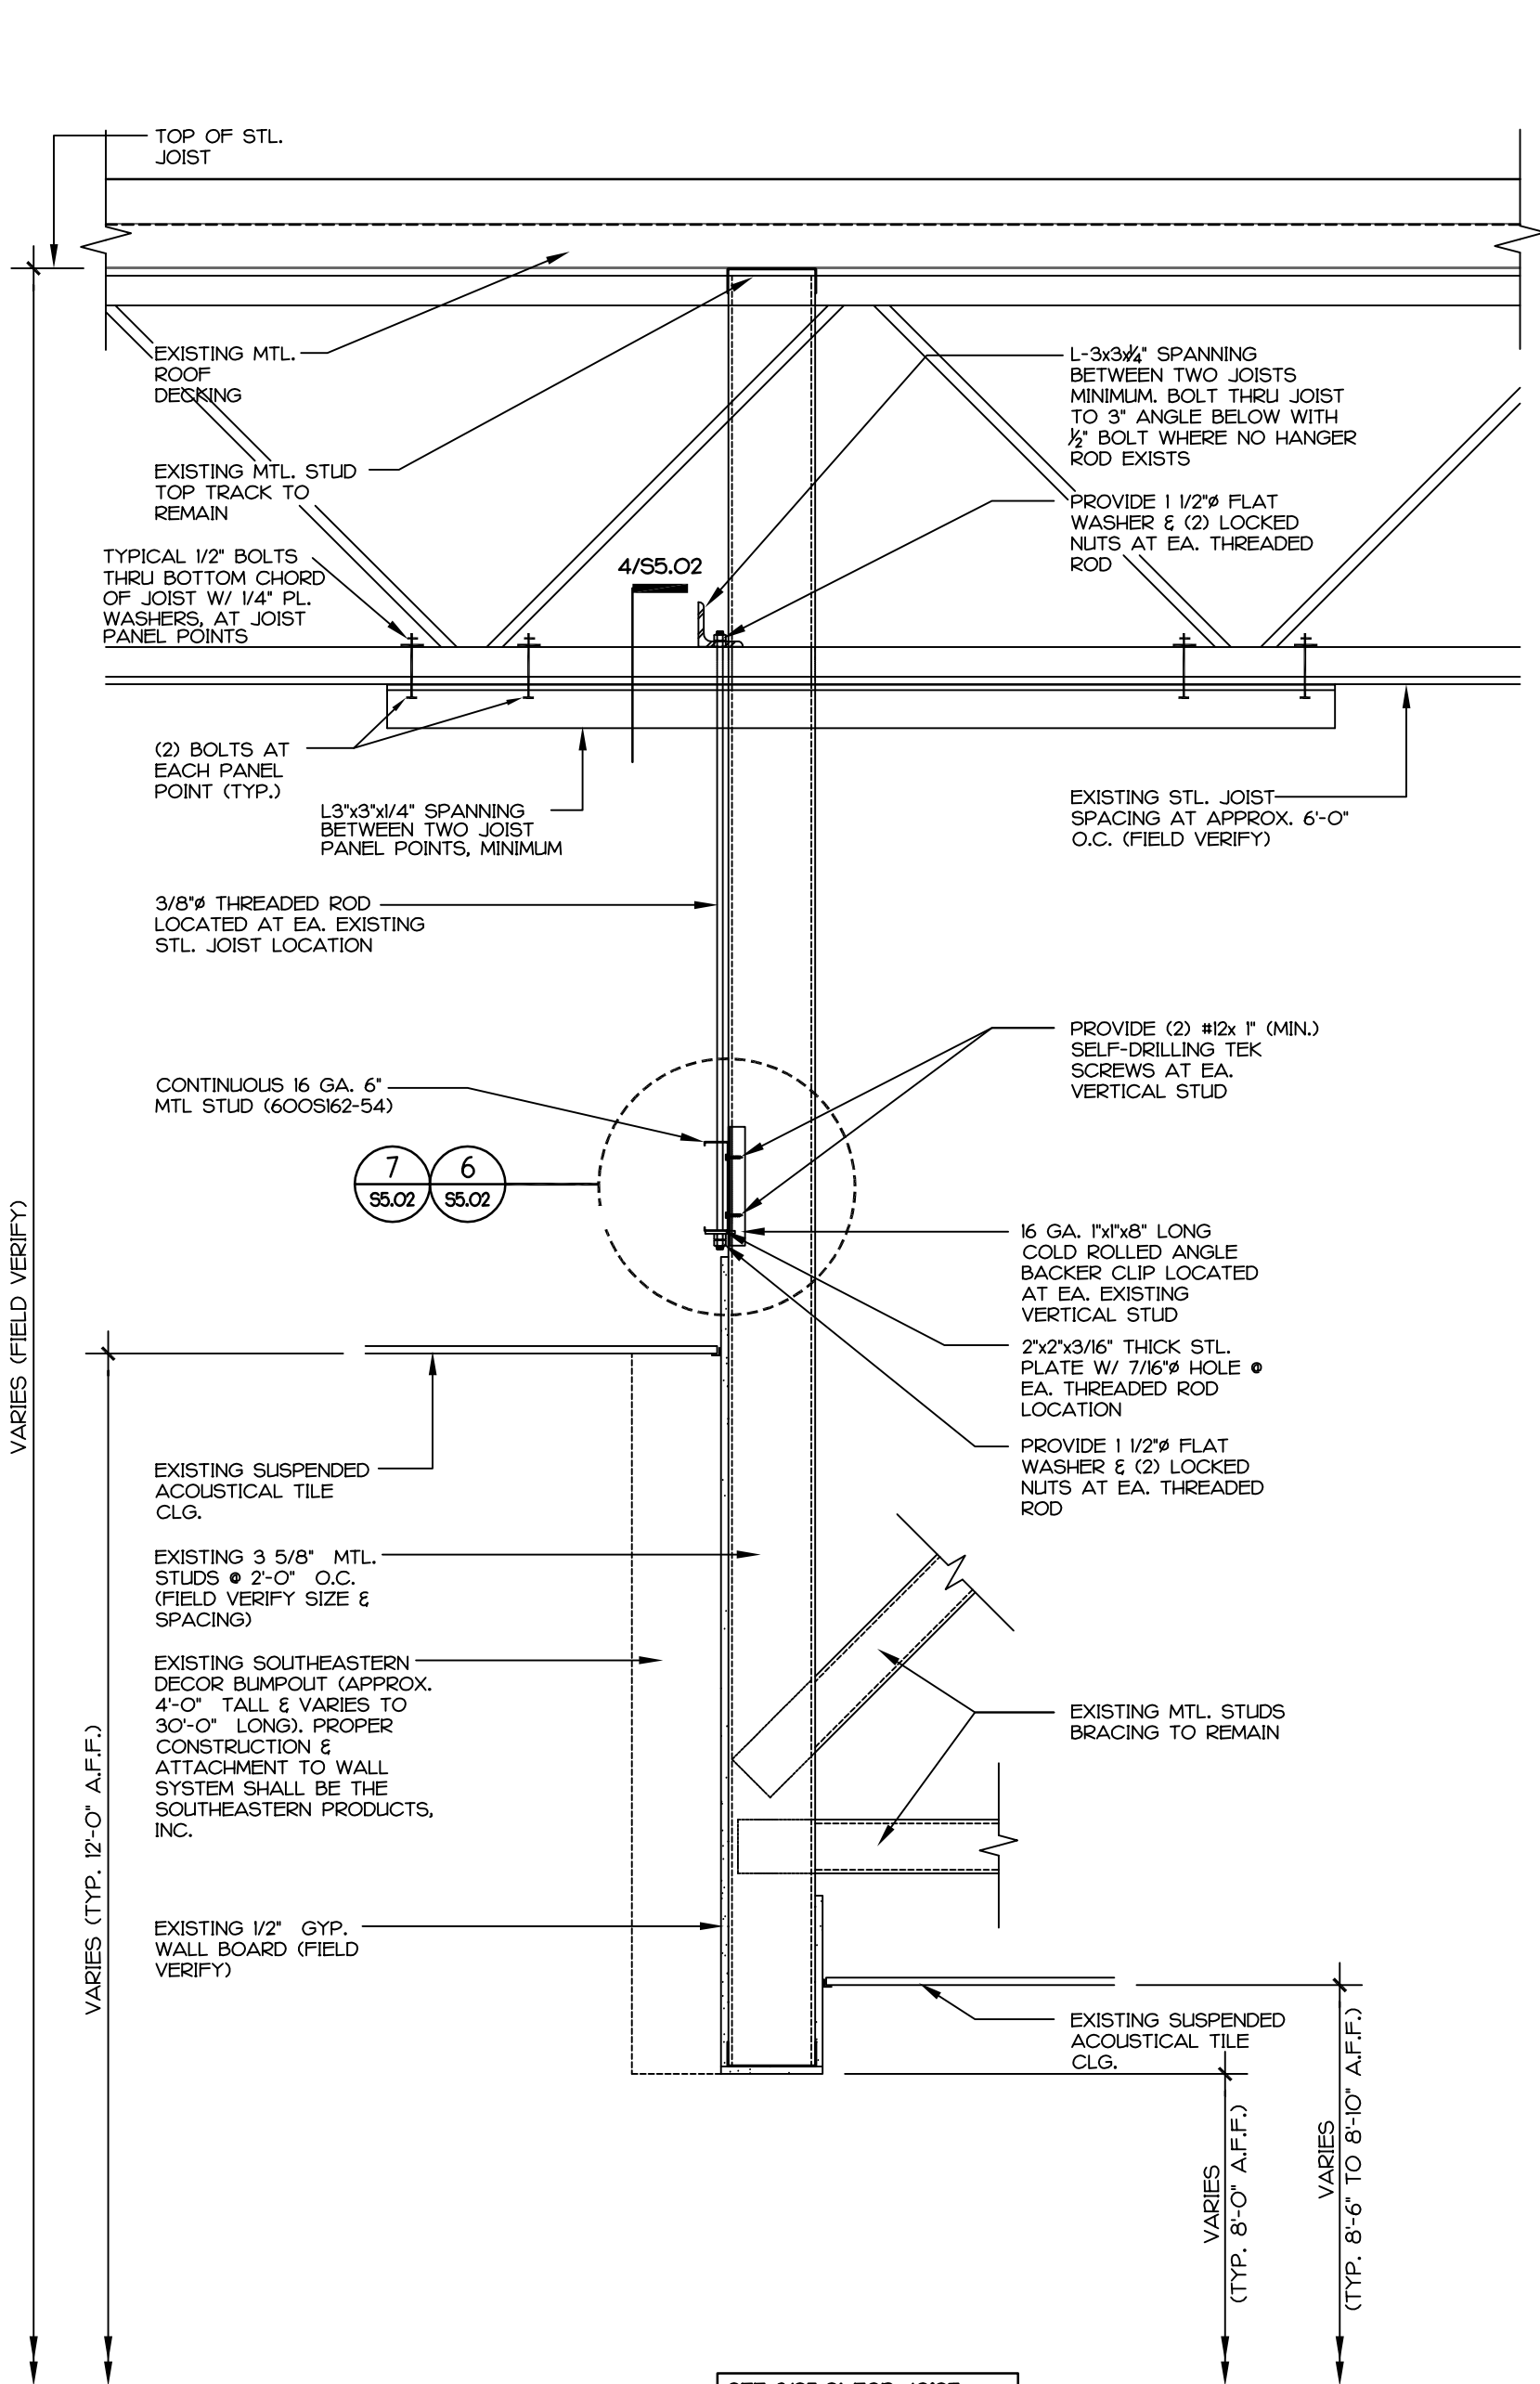 TOP OF STL.
JOIST
EXISTING MTL.
ROOF
DECKING
EXISTING MTL. STUD
TOP TRACK TO
REMAIN
TYPICAL 1/2" BOLTS
THRU BOTTOM CHORD
OF JOIST W/ 1/4" PL.
WASHERS, AT JOIST
PANEL POINTS
4/S5.02
L-3x3x1/4" SPANNING
BETWEEN TWO JOISTS
MINIMUM. BOLT THRU JOIST
TO 3" ANGLE BELOW WITH
1/2" BOLT WHERE NO HANGER
ROD EXISTS
PROVIDE 1 1/2"ø FLAT
WASHER & (2) LOCKED
NUTS AT EA. THREADED
ROD
(2) BOLTS AT
EACH PANEL
POINT (TYP.)
L3"x3"x1/4" SPANNING
BETWEEN TWO JOIST
PANEL POINTS, MINIMUM
EXISTING STL. JOIST
SPACING AT APPROX. 6'-0"
O.C. (FIELD VERIFY)
3/8"ø THREADED ROD
LOCATED AT EA. EXISTING
STL. JOIST LOCATION
CONTINUOUS 16 GA. 6"
MTL STUD (600S162-54)
7
S5.02
6
S5.02
PROVIDE (2) #12x 1" (MIN.)
SELF-DRILLING TEK
SCREWS AT EA.
VERTICAL STUD
16 GA. 1"x1"x8" LONG
COLD ROLLED ANGLE
BACKER CLIP LOCATED
AT EA. EXISTING
VERTICAL STUD
2"x2"x3/16" THICK STL.
PLATE W/ 7/16"ø HOLE @
EA. THREADED ROD
LOCATION
PROVIDE 1 1/2"ø FLAT
WASHER & (2) LOCKED
NUTS AT EA. THREADED
ROD
EXISTING SUSPENDED
ACOUSTICAL TILE
CLG.
EXISTING 3 5/8" MTL.
STUDS @ 2'-0" O.C.
(FIELD VERIFY SIZE &
SPACING)
EXISTING SOUTHEASTERN
DECOR BUMPOUT (APPROX.
4'-0" TALL & VARIES TO
30'-0" LONG). PROPER
CONSTRUCTION &
ATTACHMENT TO WALL
SYSTEM SHALL BE THE
SOUTHEASTERN PRODUCTS,
INC.
EXISTING MTL. STUDS
BRACING TO REMAIN
EXISTING 1/2" GYP.
WALL BOARD (FIELD
VERIFY)
EXISTING SUSPENDED
ACOUSTICAL TILE
CLG.
VARIES (FIELD VERIFY)
VARIES (TYP. 12'-0" A.F.F.)
VARIES
(TYP. 8'-0" A.F.F.)
VARIES
(TYP. 8'-6" TO 8'-10" A.F.F.)